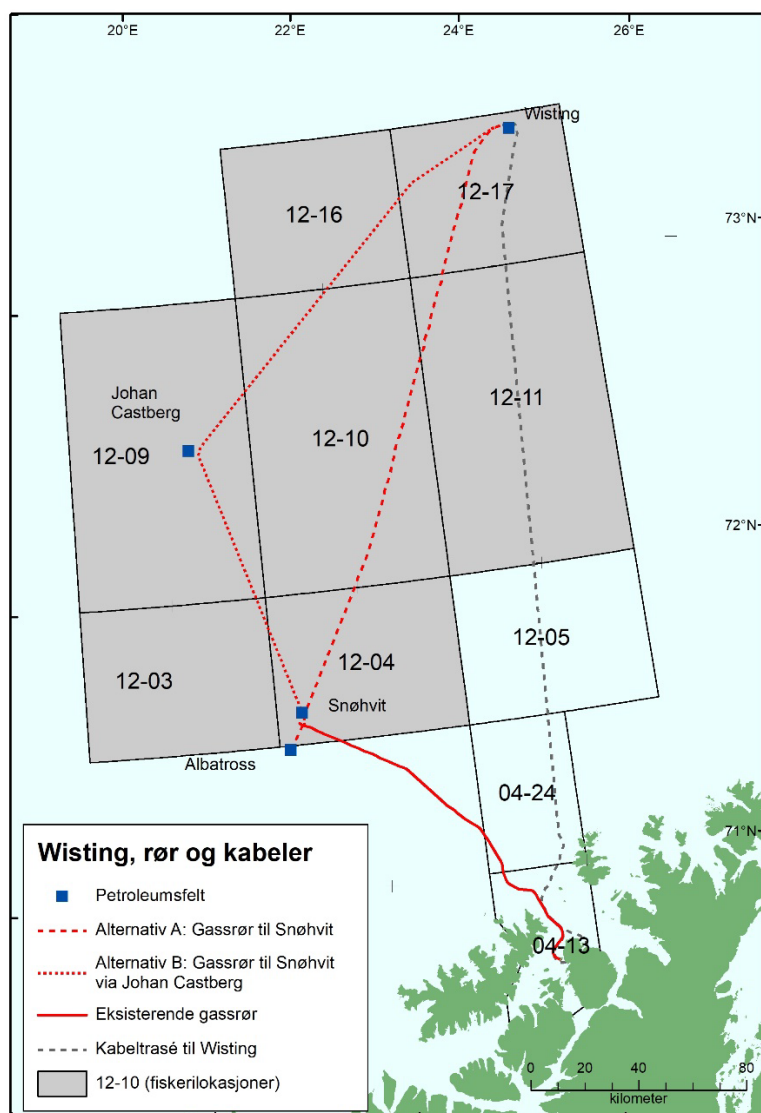 20°E 22°E 24°E 26°E
Wisting
12-16
12-17
73°N
Johan
Castberg
12-09
12-10
12-11
72°N
12-03
12-04
12-05
Snøhvit
Albatross
04-24
71°N
04-13
Wisting, rør og kabeler
Petroleumsfelt
Alternativ A: Gassrør til Snøhvit
Alternativ B: Gassrør til Snøhvit
via Johan Castberg
Eksisterende gassrør
Kabeltrasé til Wisting
12-10 (fiskerilokasjoner)
0 20 40 80
kilometer